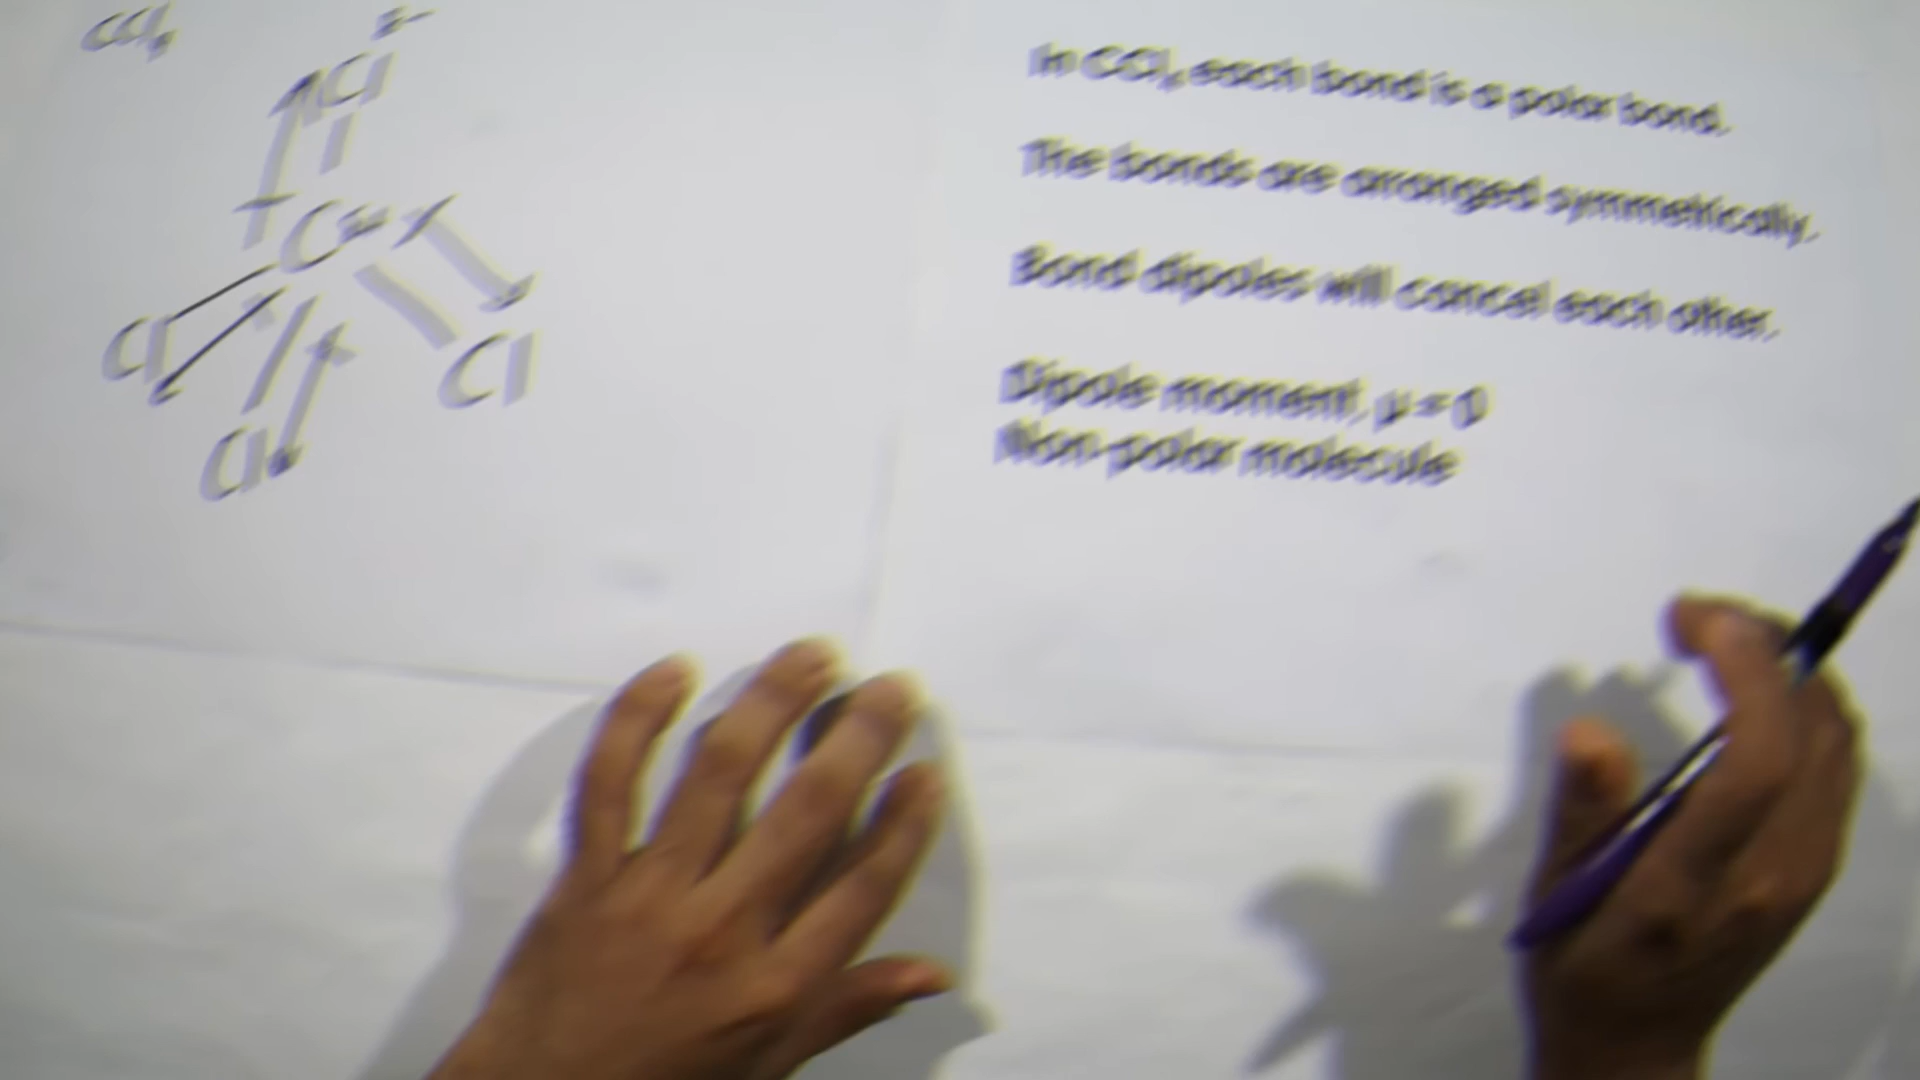 CCl₄
Cl
C
Cl
Cl
Cl
In CCl₄ each bond is a polar bond.
The bonds are arranged symmetrically.
Bond dipoles will cancel each other.
Dipole moment, μ = 0
Non-polar molecule